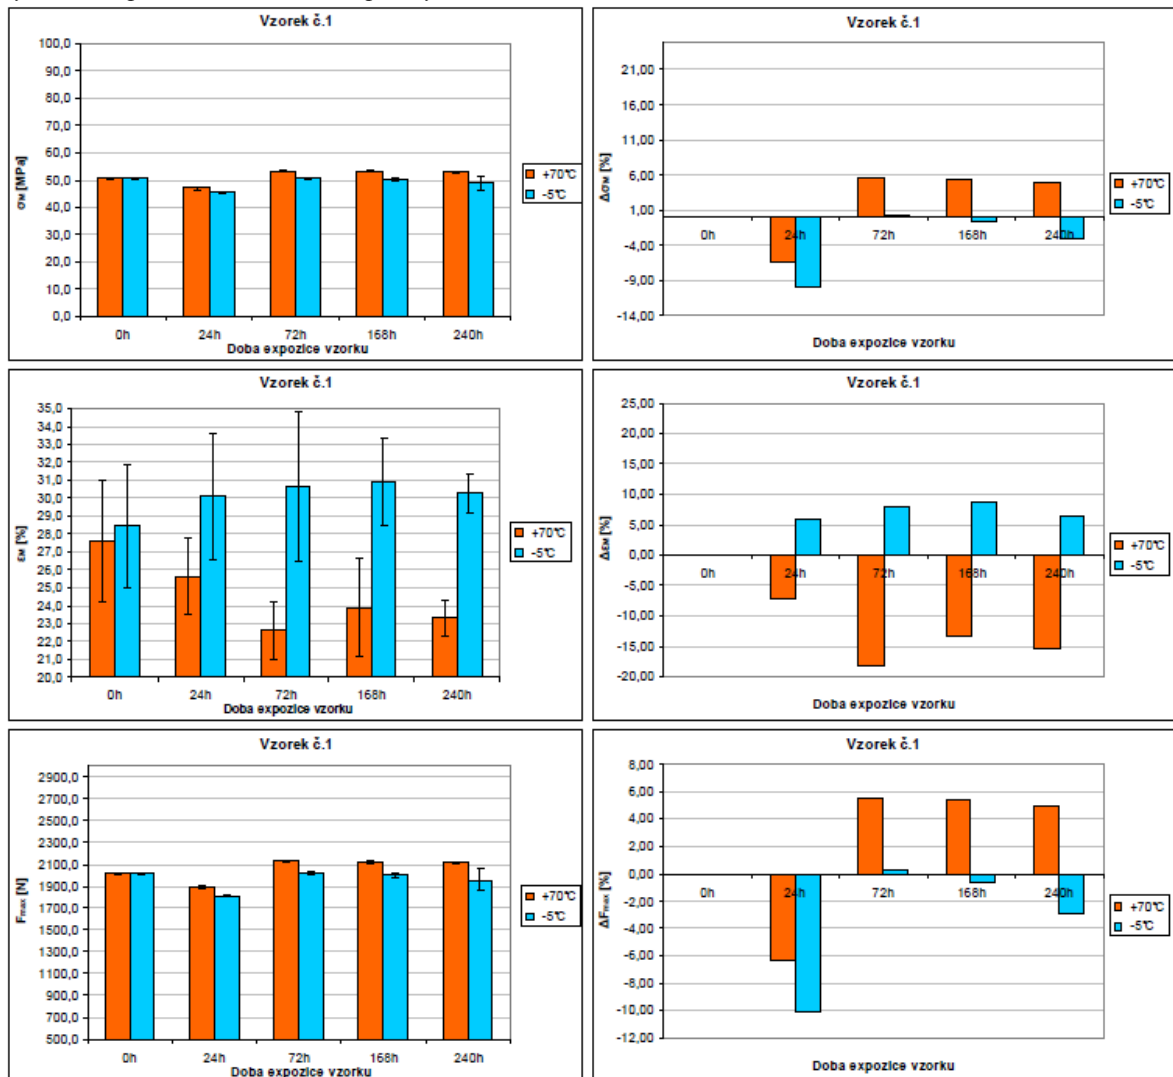 Vzorek č.1
100,0
90,0
80,0
70,0
60,0
50,0
40,0
30,0
20,0
10,0
0,0
σM [MPa]
0h 24h 72h 168h 240h
Doba expozice vzorku
+70°C
-5°C
Vzorek č.1
21,00
16,00
11,00
6,00
1,00
-4,00
-9,00
-14,00
ΔσM [%]
0h 24h 72h 168h 240h
Doba expozice vzorku
+70°C
-5°C
Vzorek č.1
35,0
34,0
33,0
32,0
31,0
30,0
29,0
28,0
27,0
26,0
25,0
24,0
23,0
22,0
21,0
20,0
εM [%]
0h 24h 72h 168h 240h
Doba expozice vzorku
+70°C
-5°C
Vzorek č.1
25,00
20,00
15,00
10,00
5,00
0,00
-5,00
-10,00
-15,00
-20,00
ΔεM [%]
0h 24h 72h 168h 240h
Doba expozice vzorku
+70°C
-5°C
Vzorek č.1
2900,0
2700,0
2500,0
2300,0
2100,0
1900,0
1700,0
1500,0
1300,0
1100,0
900,0
700,0
500,0
Fmax [N]
0h 24h 72h 168h 240h
Doba expozice vzorku
+70°C
-5°C
Vzorek č.1
8,00
6,00
4,00
2,00
0,00
-2,00
-4,00
-6,00
-8,00
-10,00
-12,00
ΔFmax [%]
0h 24h 72h 168h 240h
Doba expozice vzorku
+70°C
-5°C